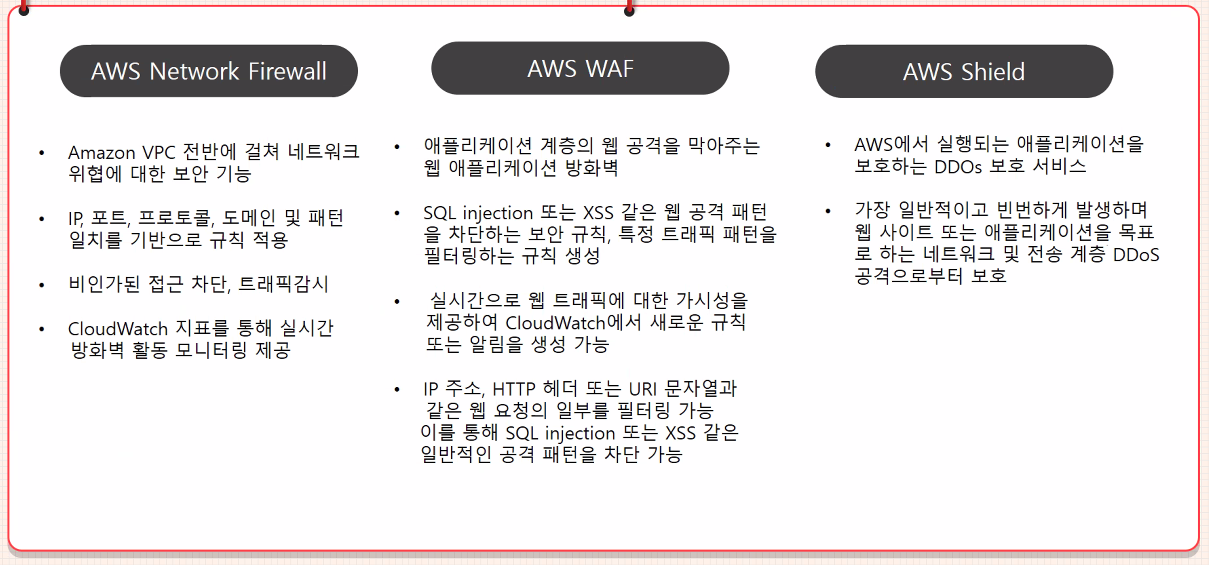 AWS Network Firewall
• Amazon VPC 전반에 걸쳐 네트워크
위협에 대한 보안 기능
• IP, 포트, 프로토콜, 도메인 및 패턴
일치를 기반으로 규칙 적용
• 비인가된 접근 차단, 트래픽감시
• CloudWatch 지표를 통해 실시간
방화벽 활동 모니터링 제공
AWS WAF
• 애플리케이션 계층의 웹 공격을 막아주는
웹 애플리케이션 방화벽
• SQL injection 또는 XSS 같은 웹 공격 패턴
을 차단하는 보안 규칙, 특정 트래픽 패턴을
필터링하는 규칙 생성
• 실시간으로 웹 트래픽에 대한 가시성을
제공하여 CloudWatch에서 새로운 규칙
또는 알림을 생성 가능
• IP 주소, HTTP 헤더 또는 URI 문자열과
같은 웹 요청의 일부를 필터링 가능
이를 통해 SQL injection 또는 XSS 같은
일반적인 공격 패턴을 차단 가능
AWS Shield
• AWS에서 실행되는 애플리케이션을
보호하는 DDOs 보호 서비스
• 가장 일반적이고 빈번하게 발생하며
웹 사이트 또는 애플리케이션을 목표
로 하는 네트워크 및 전송 계층 DDoS
공격으로부터 보호